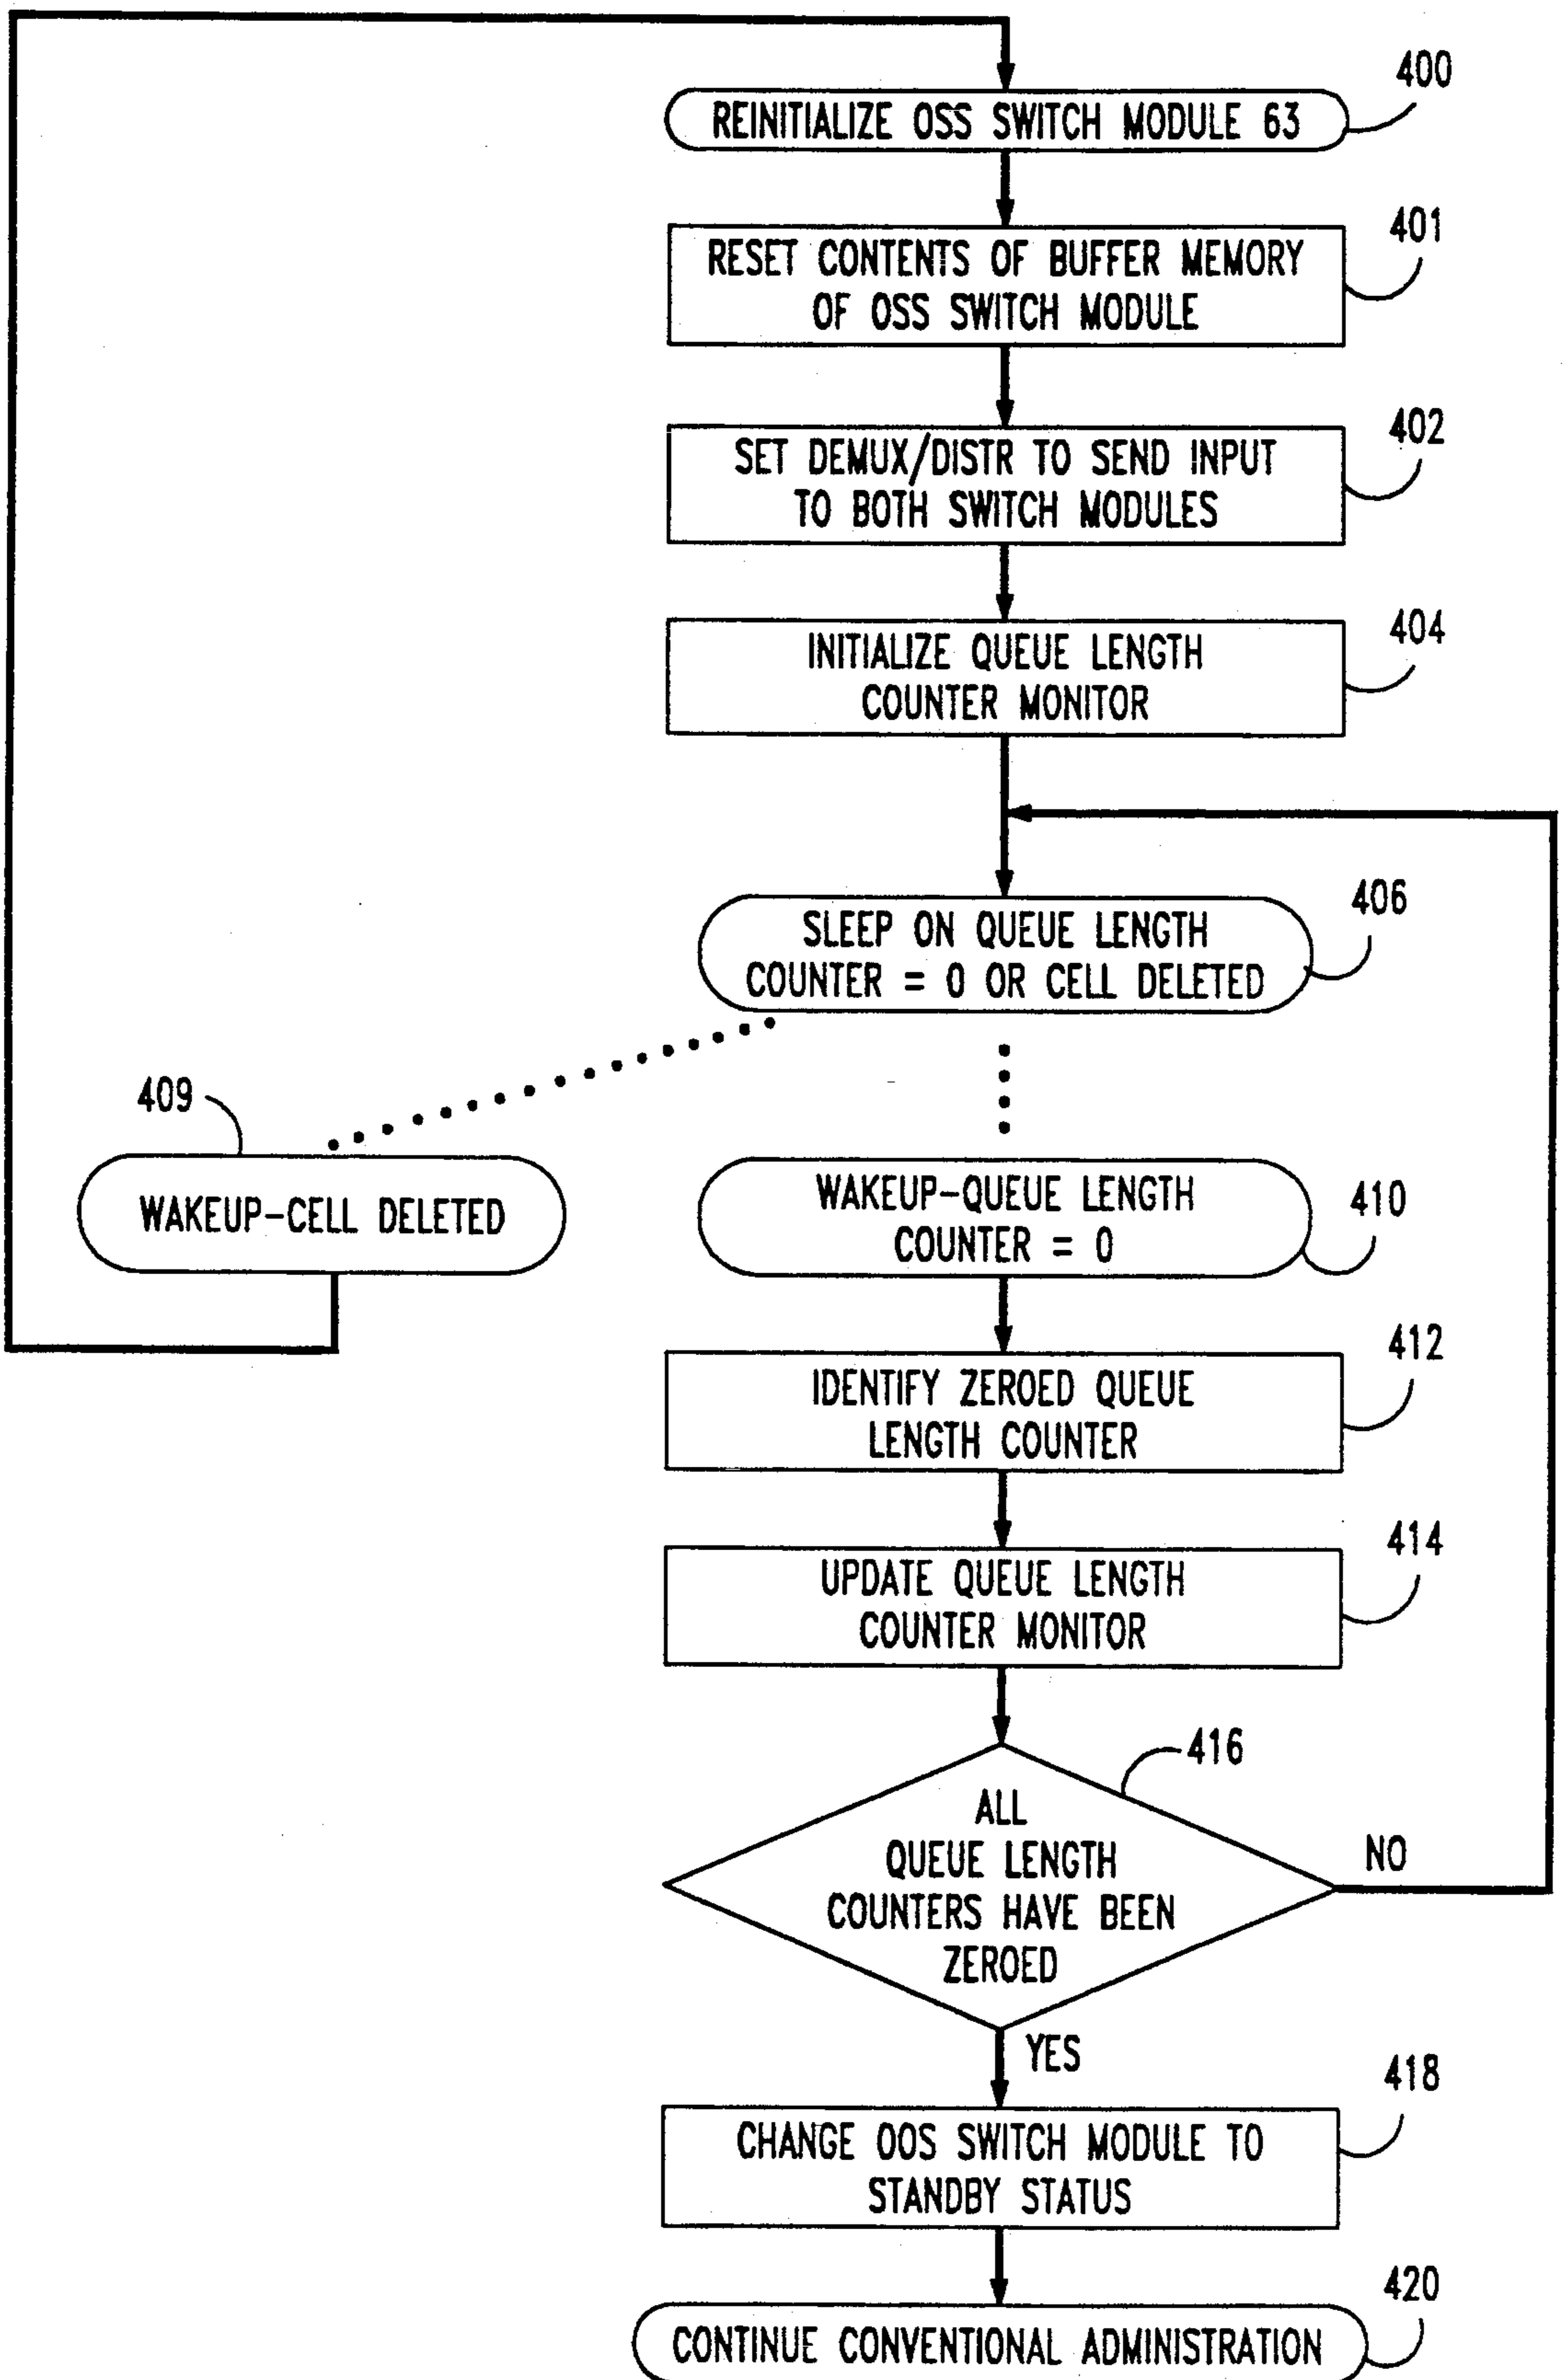 400
REINITIALIZE OSS SWITCH MODULE 63
401
RESET CONTENTS OF BUFFER MEMORY
OF OSS SWITCH MODULE
402
SET DEMUX/DISTR TO SEND INPUT
TO BOTH SWITCH MODULES
404
INITIALIZE QUEUE LENGTH
COUNTER MONITOR
406
SLEEP ON QUEUE LENGTH
COUNTER = 0 OR CELL DELETED
409
WAKEUP-CELL DELETED
410
WAKEUP-QUEUE LENGTH
COUNTER = 0
412
IDENTIFY ZEROED QUEUE
LENGTH COUNTER
414
UPDATE QUEUE LENGTH
COUNTER MONITOR
416
ALL
QUEUE LENGTH
COUNTERS HAVE BEEN
ZEROED
NO
YES
418
CHANGE OOS SWITCH MODULE TO
STANDBY STATUS
420
CONTINUE CONVENTIONAL ADMINISTRATION